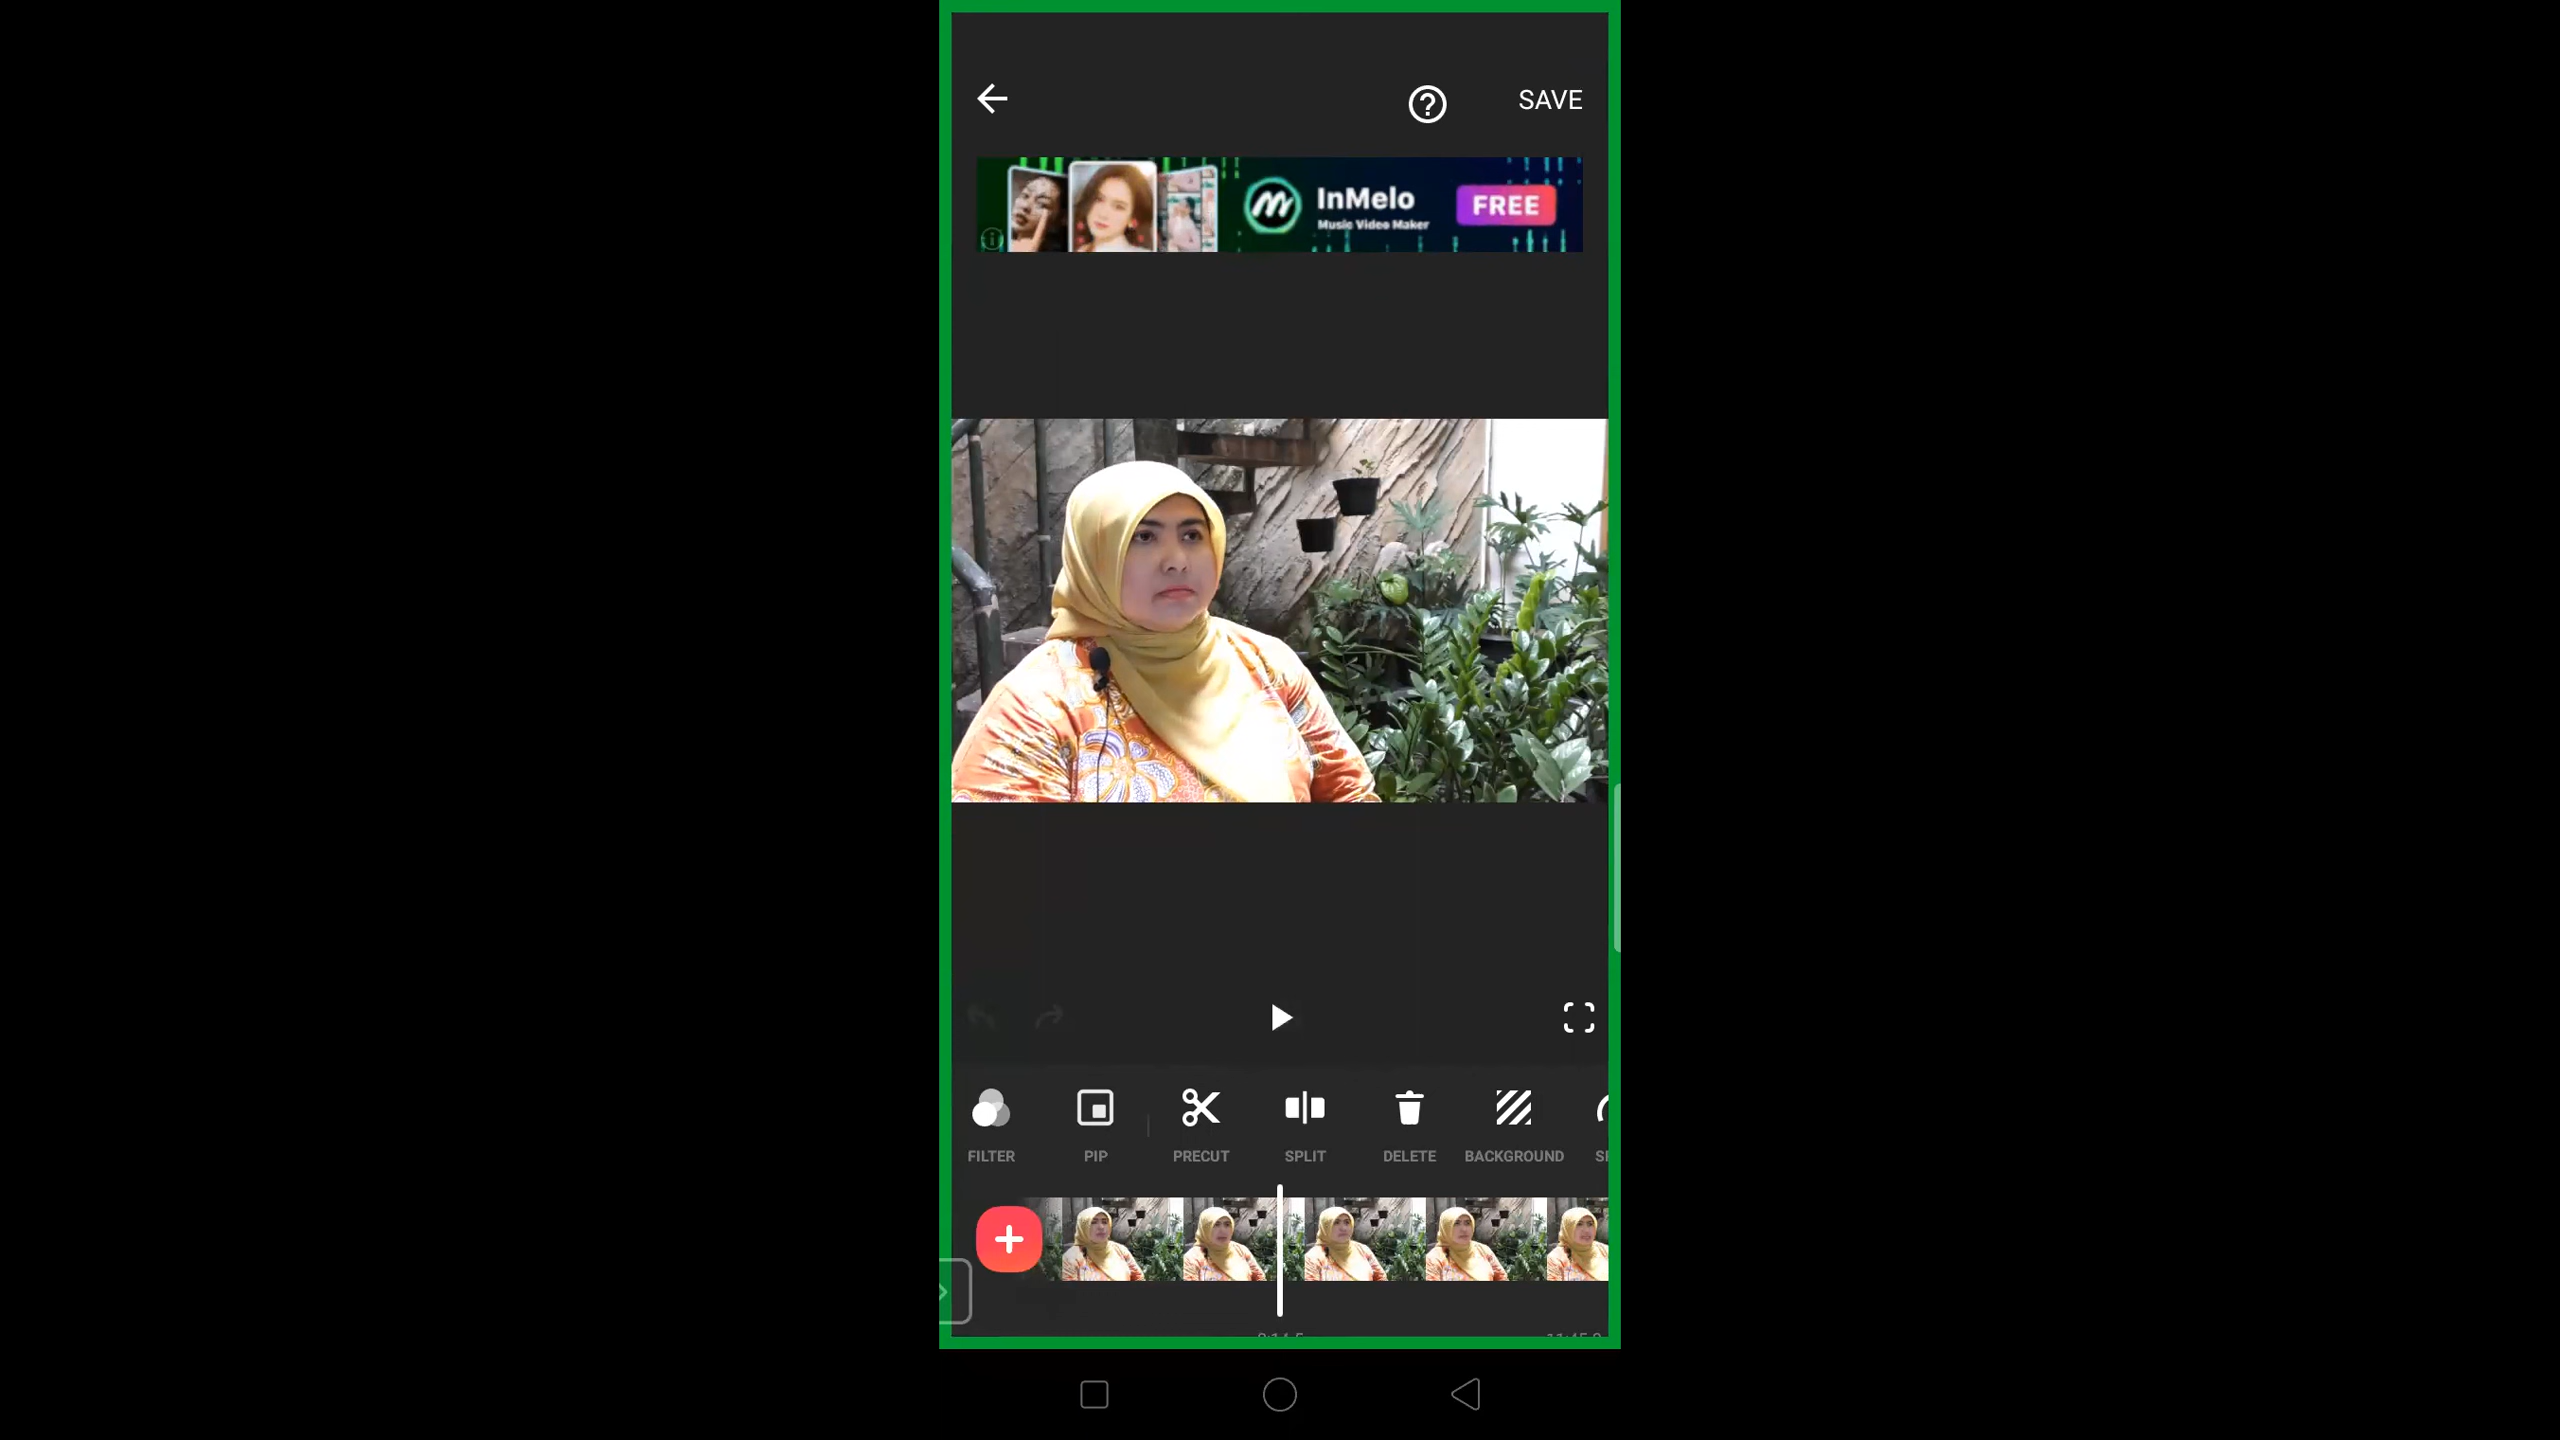 SAVE
InMelo
Music Video Maker
FREE
FILTER
PIP
PRECUT
SPLIT
DELETE
BACKGROUND